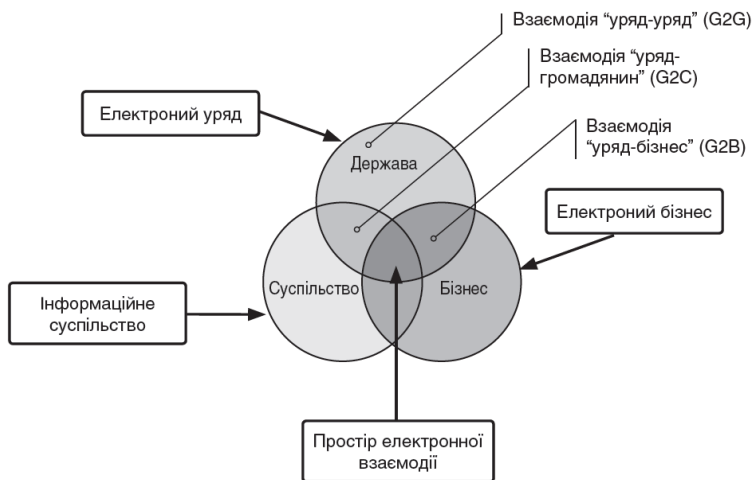 Взаємодія “уряд-уряд” (G2G)
Взаємодія “уряд-
громадянин” (G2C)
Електроний уряд
Взаємодія
“уряд-бізнес” (G2B)
Держава
Електроний бізнес
Суспільство
Бізнес
Інформаційне
суспільство
Простір електронної
взаємодії